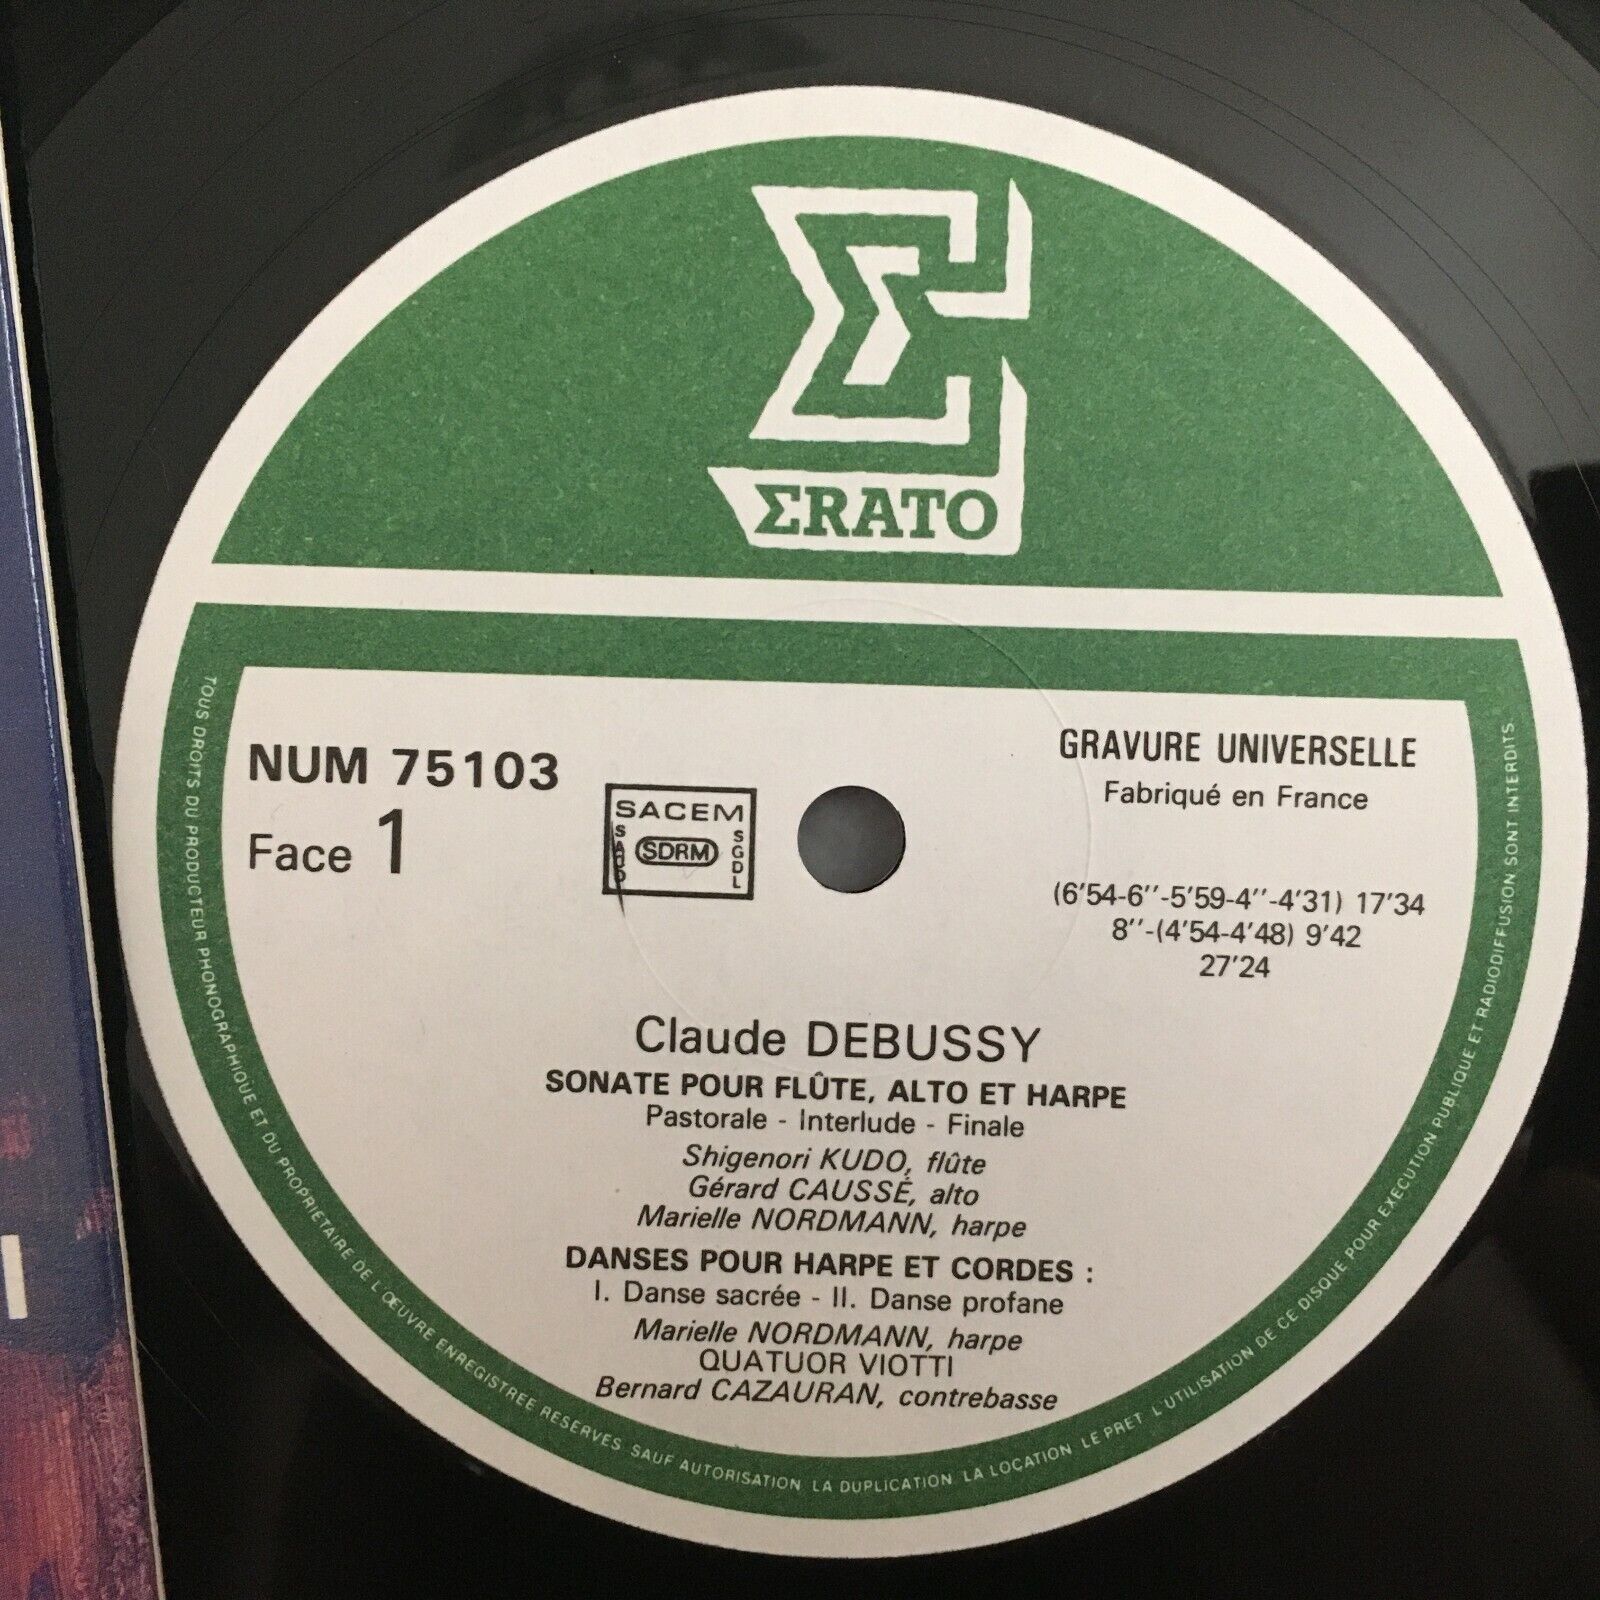 ΣRATO
NUM 75103
Face 1
SACEM
SACD
SDRM
SGDL
GRAVURE UNIVERSELLE
Fabriqué en France
(6'54-6''-5'59-4''-4'31) 17'34
8''-(4'54-4'48) 9'42
27'24
Claude DEBUSSY
SONATE POUR FLÛTE, ALTO ET HARPE
Pastorale - Interlude - Finale
Shigenori KUDO, flûte
Gérard CAUSSÉ, alto
Marielle NORDMANN, harpe
DANSES POUR HARPE ET CORDES :
I. Danse sacrée - II. Danse profane
Marielle NORDMANN, harpe
QUATUOR VIOTTI
Bernard CAZAURAN, contrebasse
TOUS DROITS DU PRODUCTEUR PHONOGRAPHIQUE ET DU PROPRIETAIRE DE L'ŒUVRE ENREGISTREE RESERVES SAUF AUTORISATION LA DUPLICATION LA LOCATION LE PRET L'UTILISATION DE CE DISQUE POUR EXECUTION PUBLIQUE ET RADIODIFFUSION SONT INTERDITS